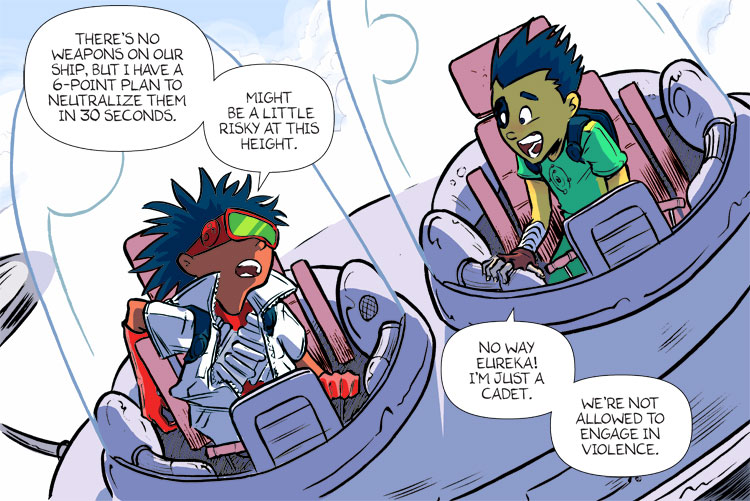 THERE'S NO
WEAPONS ON OUR
SHIP, BUT I HAVE A
6-POINT PLAN TO
NEUTRALIZE THEM
IN 30 SECONDS.
MIGHT
BE A LITTLE
RISKY AT THIS
HEIGHT.
NO WAY
EUREKA!
I'M JUST A
CADET.
WE'RE NOT
ALLOWED TO
ENGAGE IN
VIOLENCE.